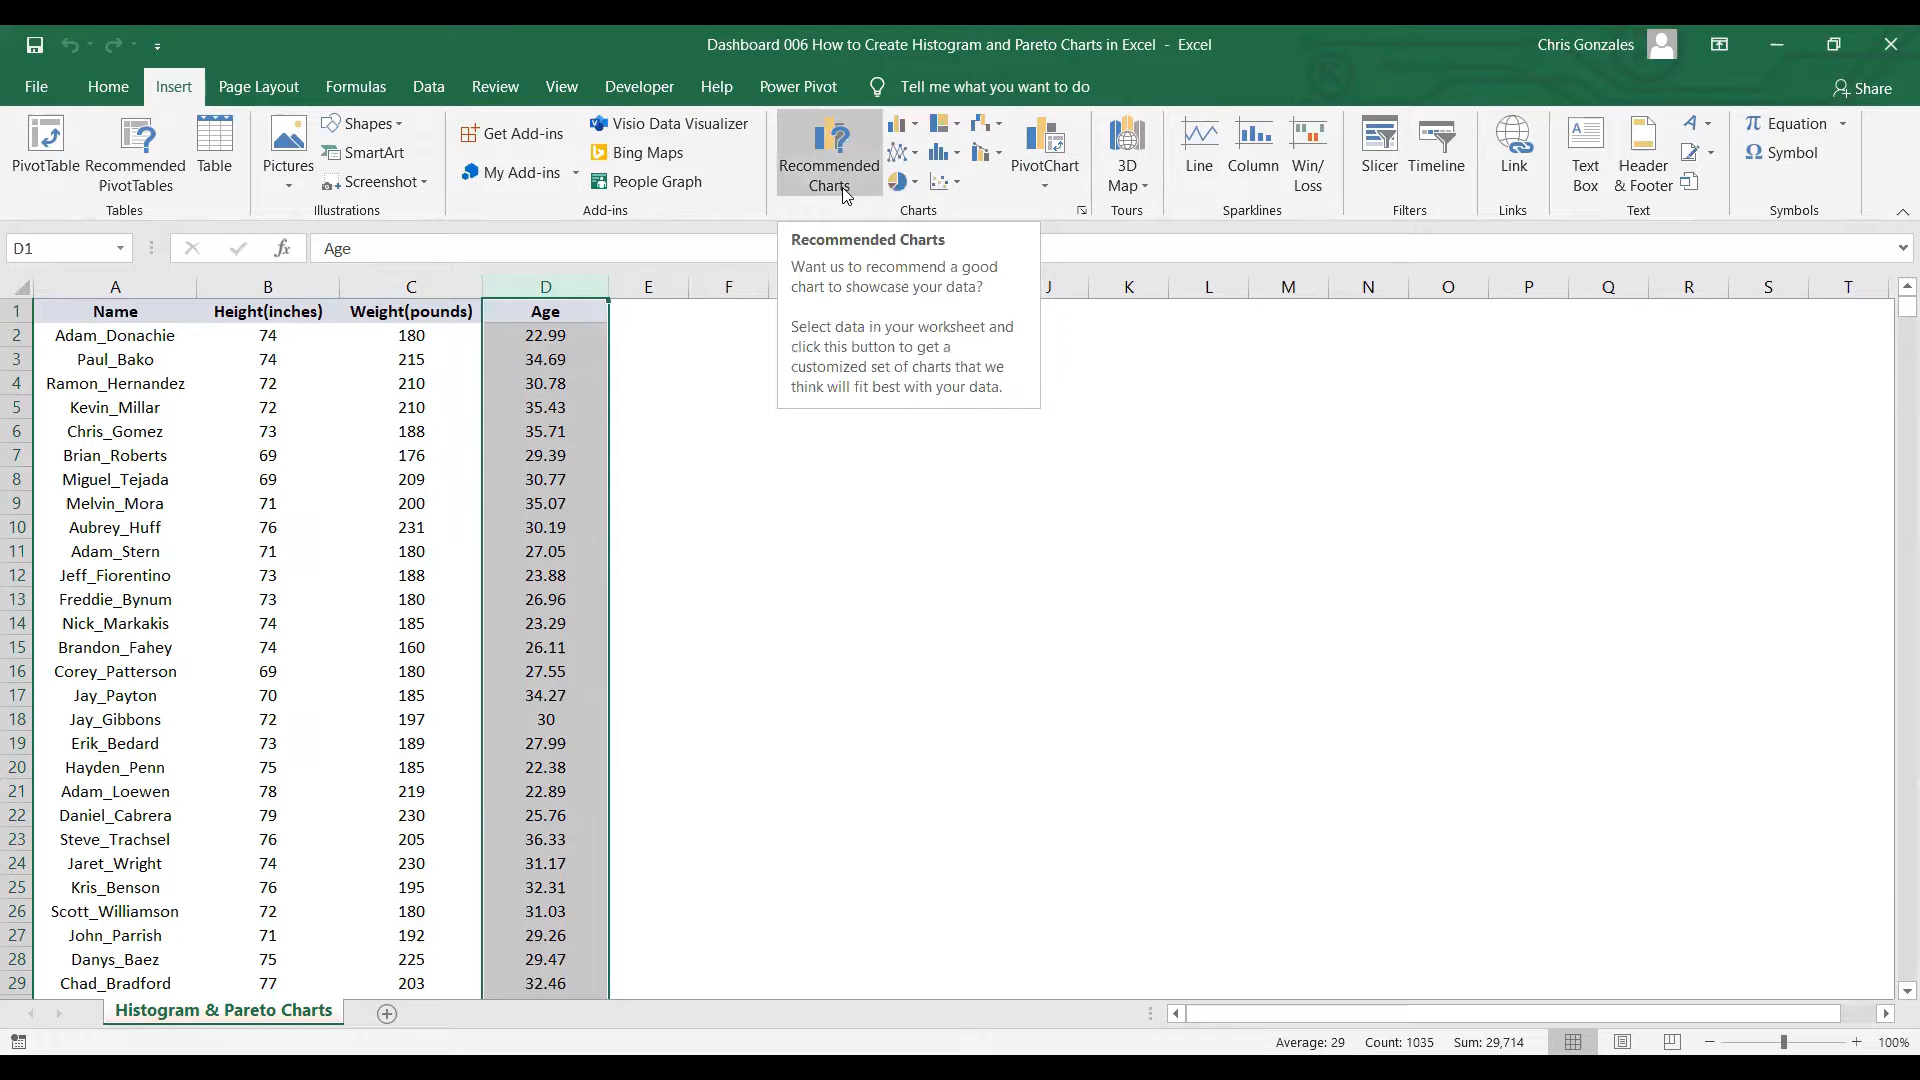 Dashboard 006 How to Create Histogram and Pareto Charts in Excel - Excel
Chris Gonzales
File Home Insert Page Layout Formulas Data Review View Developer Help Power Pivot Tell me what you want to do
Share
PivotTable
Recommended
PivotTables
Table
Tables
Pictures
Shapes
SmartArt
Screenshot
Illustrations
Get Add-ins
My Add-ins
Visio Data Visualizer
Bing Maps
People Graph
Add-ins
Recommended
Charts
PivotChart
Charts
3D
Map
Tours
Line
Column
Win/
Loss
Sparklines
Slicer
Timeline
Filters
Link
Links
Text
Box
Header
& Footer
Text
π Equation
Ω Symbol
Symbols
D1
fx
Age
Recommended Charts
Want us to recommend a good
chart to showcase your data?
Select data in your worksheet and
click this button to get a
customized set of charts that we
think will fit best with your data.
A B C D E F J K L M N O P Q R S T
1 Name Height(inches) Weight(pounds) Age
2 Adam_Donachie 74 180 22.99
3 Paul_Bako 74 215 34.69
4 Ramon_Hernandez 72 210 30.78
5 Kevin_Millar 72 210 35.43
6 Chris_Gomez 73 188 35.71
7 Brian_Roberts 69 176 29.39
8 Miguel_Tejada 69 209 30.77
9 Melvin_Mora 71 200 35.07
10 Aubrey_Huff 76 231 30.19
11 Adam_Stern 71 180 27.05
12 Jeff_Fiorentino 73 188 23.88
13 Freddie_Bynum 73 180 26.96
14 Nick_Markakis 74 185 23.29
15 Brandon_Fahey 74 160 26.11
16 Corey_Patterson 69 180 27.55
17 Jay_Payton 70 185 34.27
18 Jay_Gibbons 72 197 30
19 Erik_Bedard 73 189 27.99
20 Hayden_Penn 75 185 22.38
21 Adam_Loewen 78 219 22.89
22 Daniel_Cabrera 79 230 25.76
23 Steve_Trachsel 76 205 36.33
24 Jaret_Wright 74 230 31.17
25 Kris_Benson 76 195 32.31
26 Scott_Williamson 72 180 31.03
27 John_Parrish 71 192 29.26
28 Danys_Baez 75 225 29.47
29 Chad_Bradford 77 203 32.46
Histogram & Pareto Charts
Average: 29 Count: 1035 Sum: 29,714
100%